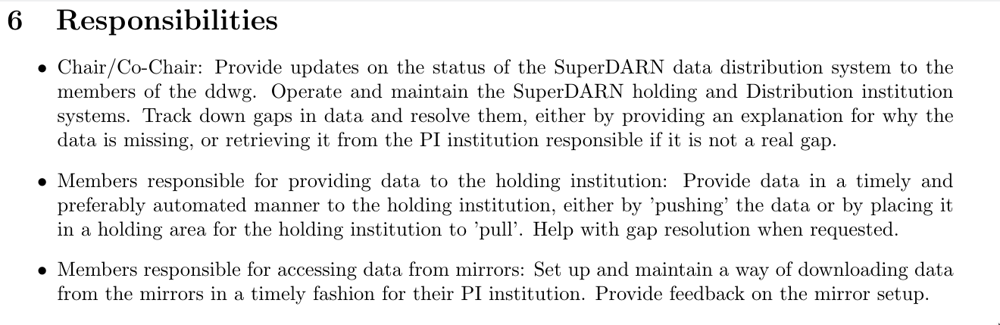 6 Responsibilities
• Chair/Co-Chair: Provide updates on the status of the SuperDARN data distribution system to the
members of the ddwg. Operate and maintain the SuperDARN holding and Distribution institution
systems. Track down gaps in data and resolve them, either by providing an explanation for why the
data is missing, or retrieving it from the PI institution responsible if it is not a real gap.
• Members responsible for providing data to the holding institution: Provide data in a timely and
preferably automated manner to the holding institution, either by ’pushing’ the data or by placing it
in a holding area for the holding institution to ’pull’. Help with gap resolution when requested.
• Members responsible for accessing data from mirrors: Set up and maintain a way of downloading data
from the mirrors in a timely fashion for their PI institution. Provide feedback on the mirror setup.